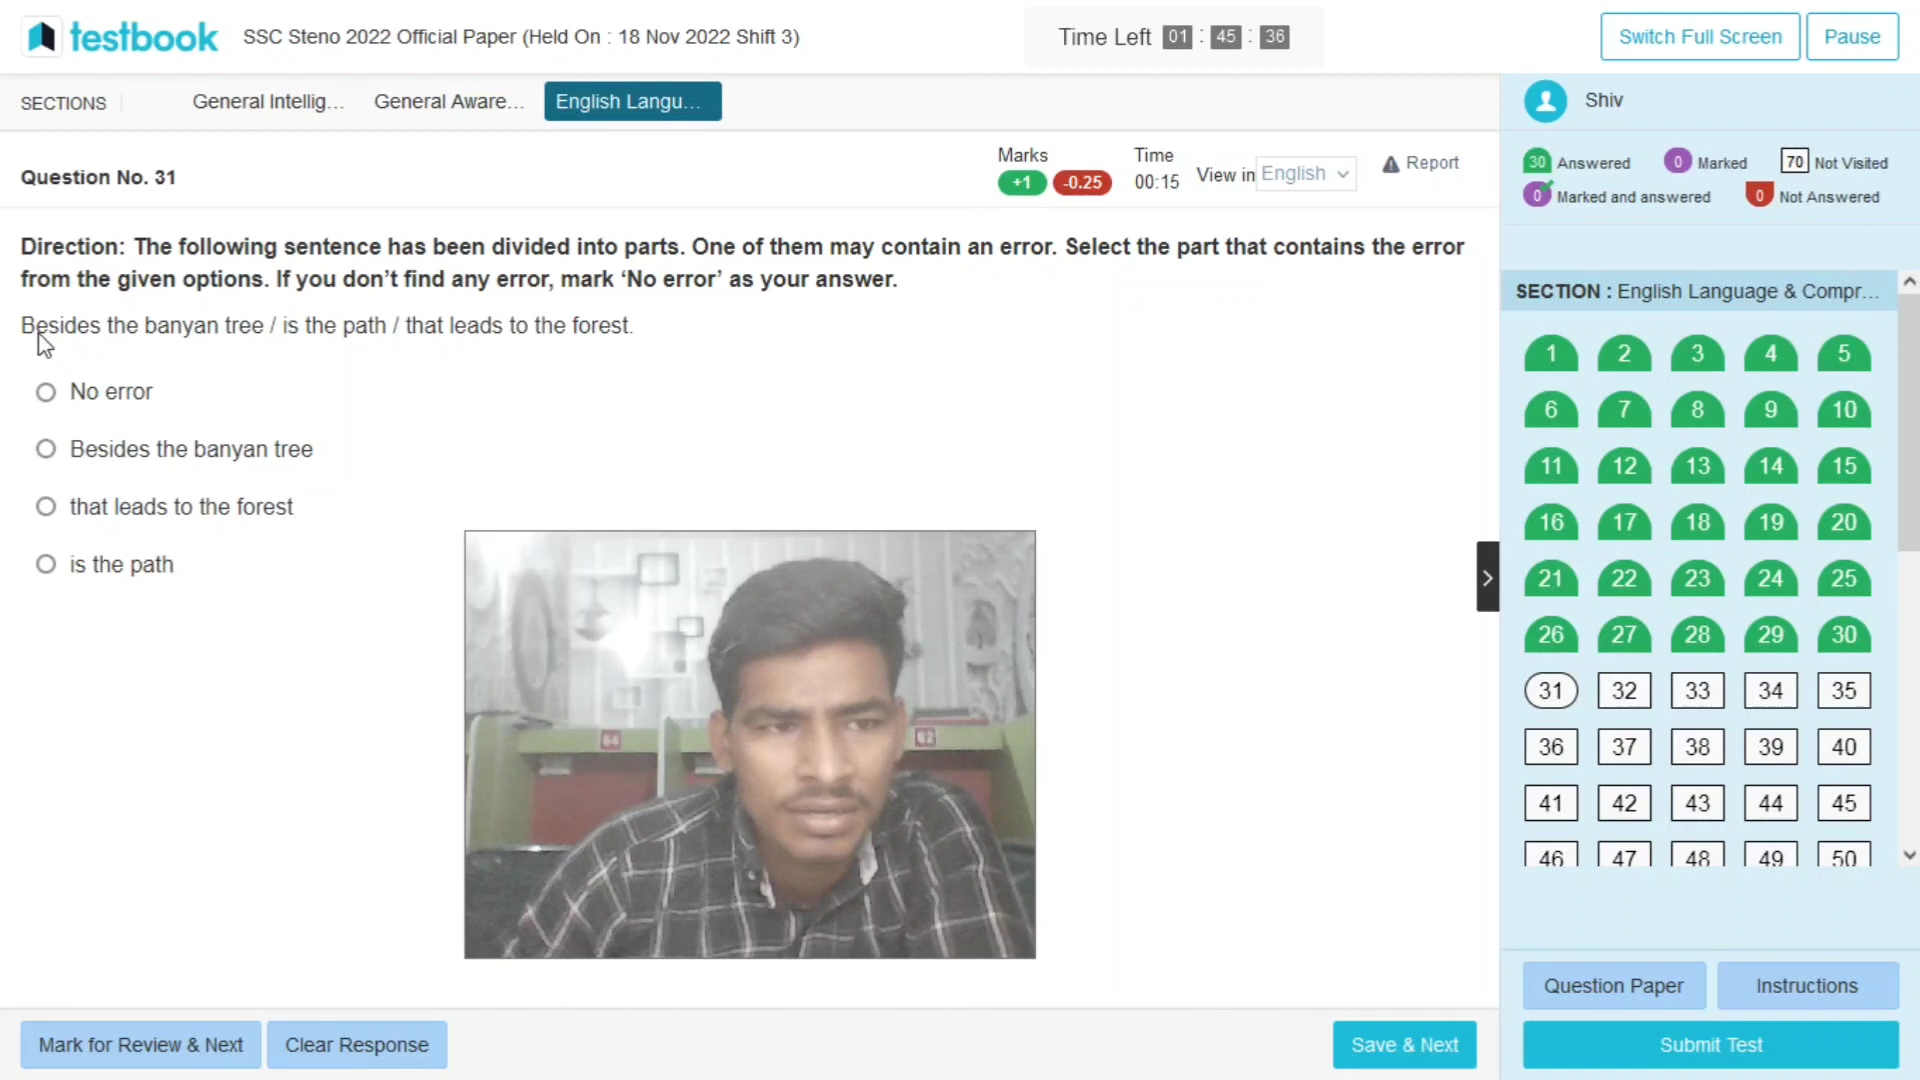 testbook
SSC Steno 2022 Official Paper (Held On : 18 Nov 2022 Shift 3)
Time Left 01 : 45 : 36
Switch Full Screen
Pause
SECTIONS
General Intellig...
General Aware...
English Langu...
Shiv
Question No. 31
Marks
+1 -0.25
Time
00:15
View in English
Report
30 Answered
0 Marked
70 Not Visited
0 Marked and answered
0 Not Answered
Direction: The following sentence has been divided into parts. One of them may contain an error. Select the part that contains the error
from the given options. If you don’t find any error, mark ‘No error’ as your answer.
Besides the banyan tree / is the path / that leads to the forest.
No error
Besides the banyan tree
that leads to the forest
is the path
64
62
SECTION : English Language & Compr...
1 2 3 4 5
6 7 8 9 10
11 12 13 14 15
16 17 18 19 20
21 22 23 24 25
26 27 28 29 30
31 32 33 34 35
36 37 38 39 40
41 42 43 44 45
46 47 48 49 50
Question Paper
Instructions
Mark for Review & Next
Clear Response
Save & Next
Submit Test